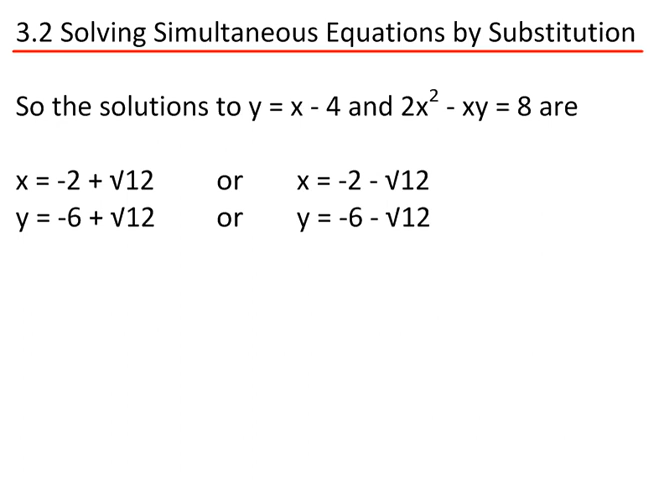 3.2 Solving Simultaneous Equations by Substitution
So the solutions to y = x - 4 and 2x² - xy = 8 are
x = -2 + √12 or x = -2 - √12
y = -6 + √12 or y = -6 - √12